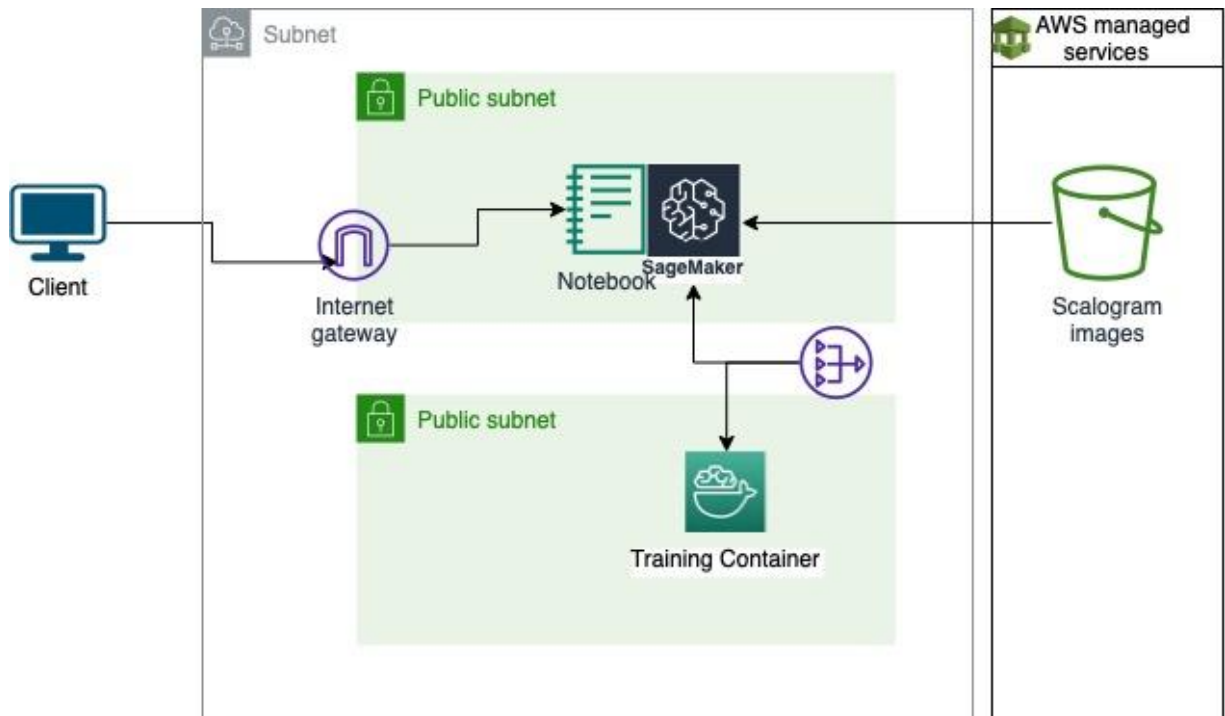 Subnet
AWS managed
services
Public subnet
Client
Internet
gateway
Notebook
SageMaker
Scalogram
images
Public subnet
Training Container